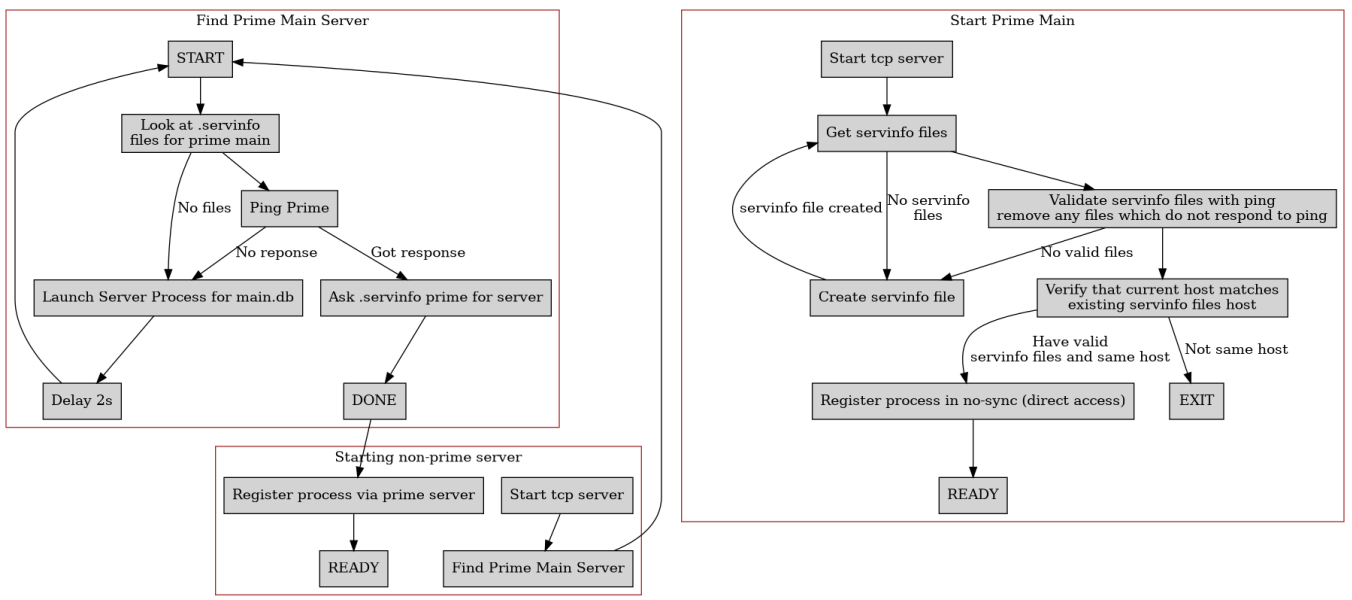 Find Prime Main Server
START
Look at .servinfo
files for prime main
No files
Ping Prime
No reponse
Got response
Launch Server Process for main.db
Ask .servinfo prime for server
Delay 2s
DONE
Starting non-prime server
Register process via prime server
Start tcp server
READY
Find Prime Main Server
Start Prime Main
Start tcp server
Get servinfo files
servinfo file created
No servinfo
files
Validate servinfo files with ping
remove any files which do not respond to ping
No valid files
Create servinfo file
Verify that current host matches
existing servinfo files host
Have valid
servinfo files and same host
Not same host
Register process in no-sync (direct access)
EXIT
READY